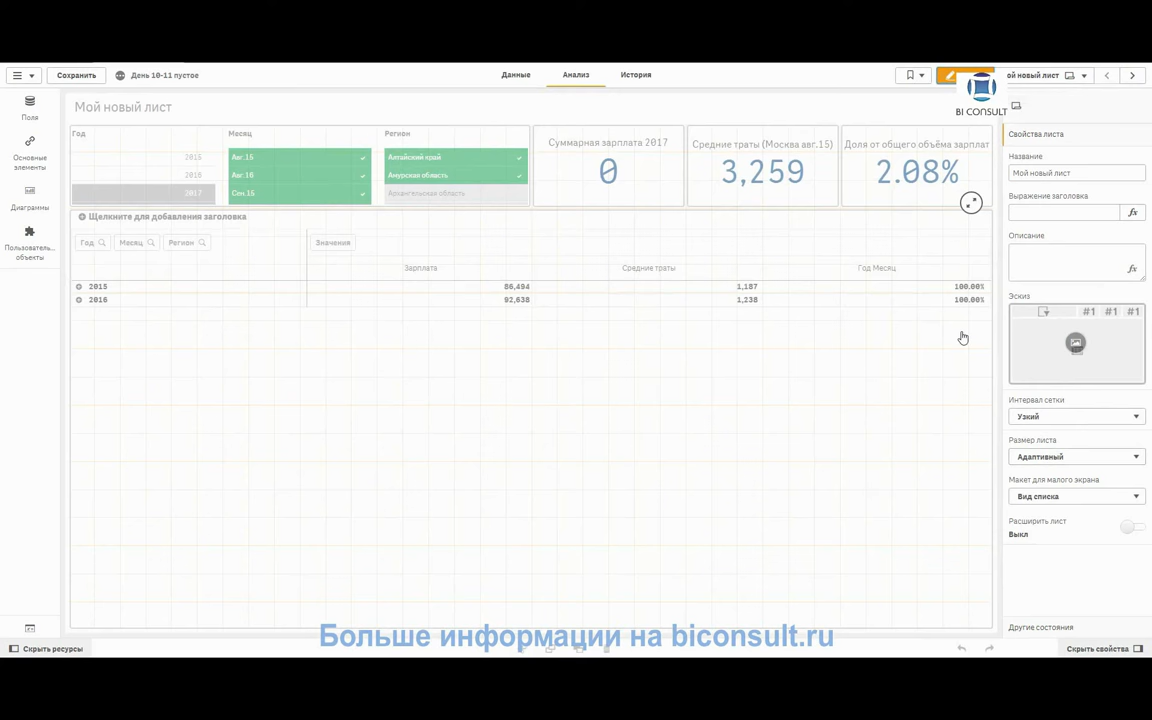 Сохранить
День 10-11 пустое
Данные
Анализ
История
Мой новый лист
BI CONSULT
Поля
Основные элементы
Диаграммы
Пользователь... объекты
Мой новый лист
Год
2015
2016
2017
Месяц
Авг.15
Авг.16
Сен.15
Регион
Алтайский край
Амурская область
Архангельская область
Суммарная зарплата 2017
0
Средние траты (Москва авг.15)
3,259
Доля от общего объёма зарплат
2.08%
Щелкните для добавления заголовка
Год
Месяц
Регион
Значения
Зарплата
Средние траты
Год Месяц
2015
86,494
1,187
100.00%
2016
92,638
1,238
100.00%
Свойства листа
Название
Мой новый лист
Выражение заголовка
fx
Описание
fx
Эскиз
#1 #1 #1
Интервал сетки
Узкий
Размер листа
Адаптивный
Макет для малого экрана
Вид списка
Расширить лист
Выкл
Другие состояния
Больше информации на biconsult.ru
Скрыть ресурсы
Скрыть свойства